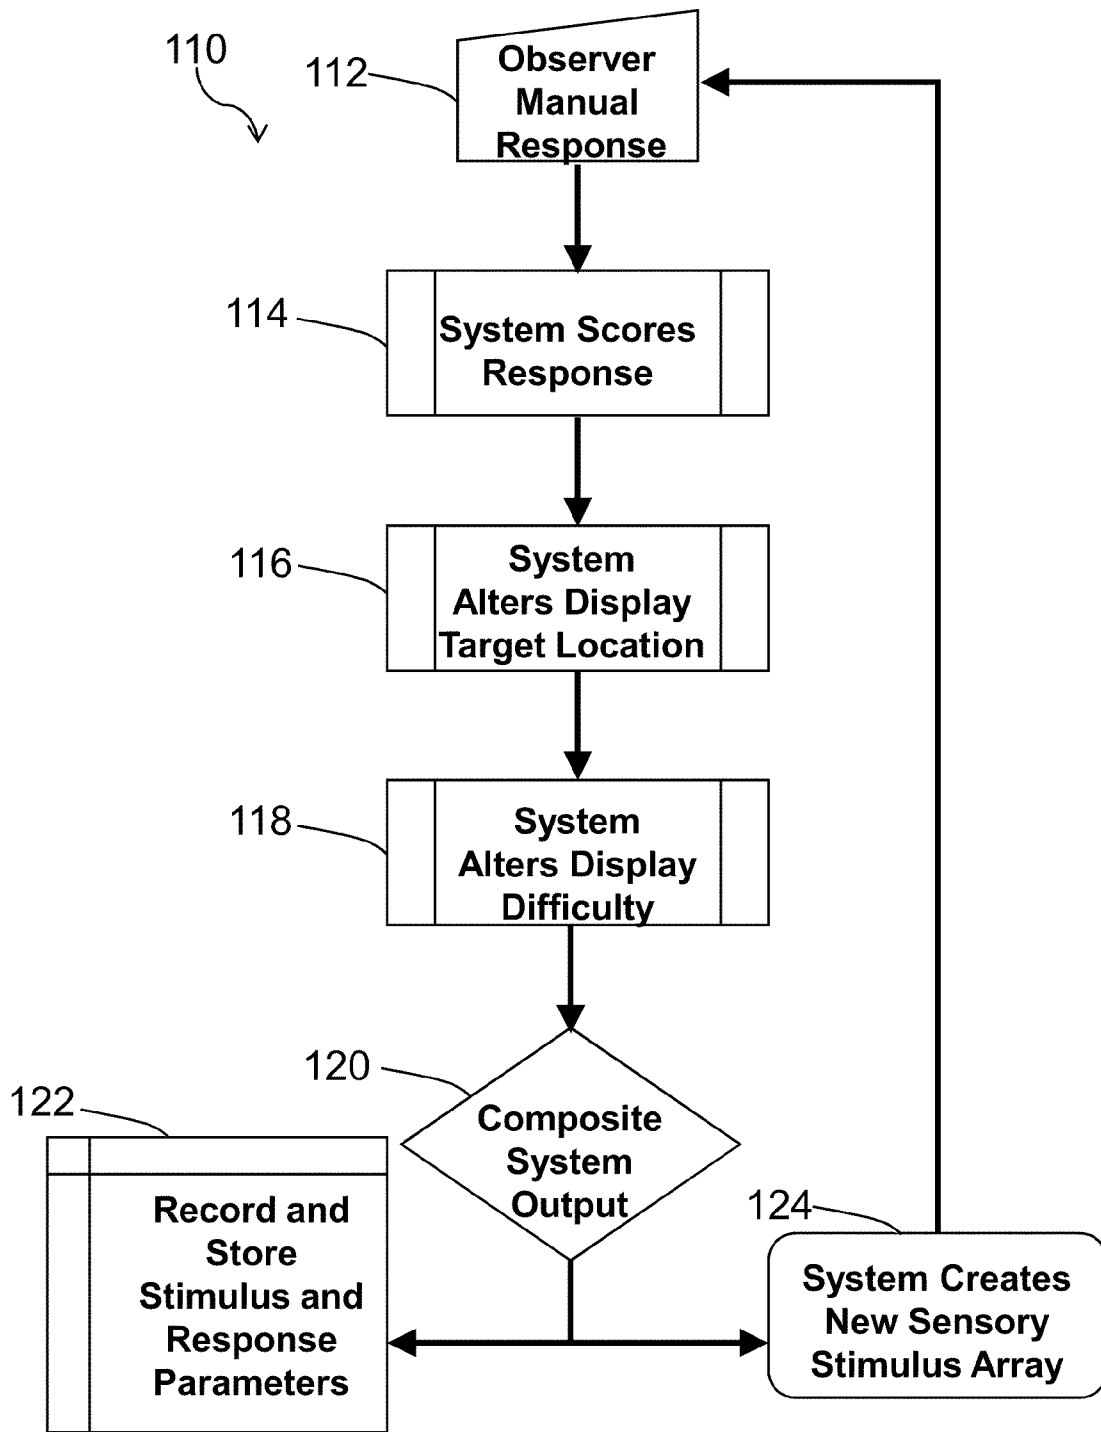 110
112
Observer
Manual
Response
114
System Scores
Response
116
System
Alters Display
Target Location
118
System
Alters Display
Difficulty
120
Composite
System
Output
122
Record and
Store
Stimulus and
Response
Parameters
124
System Creates
New Sensory
Stimulus Array